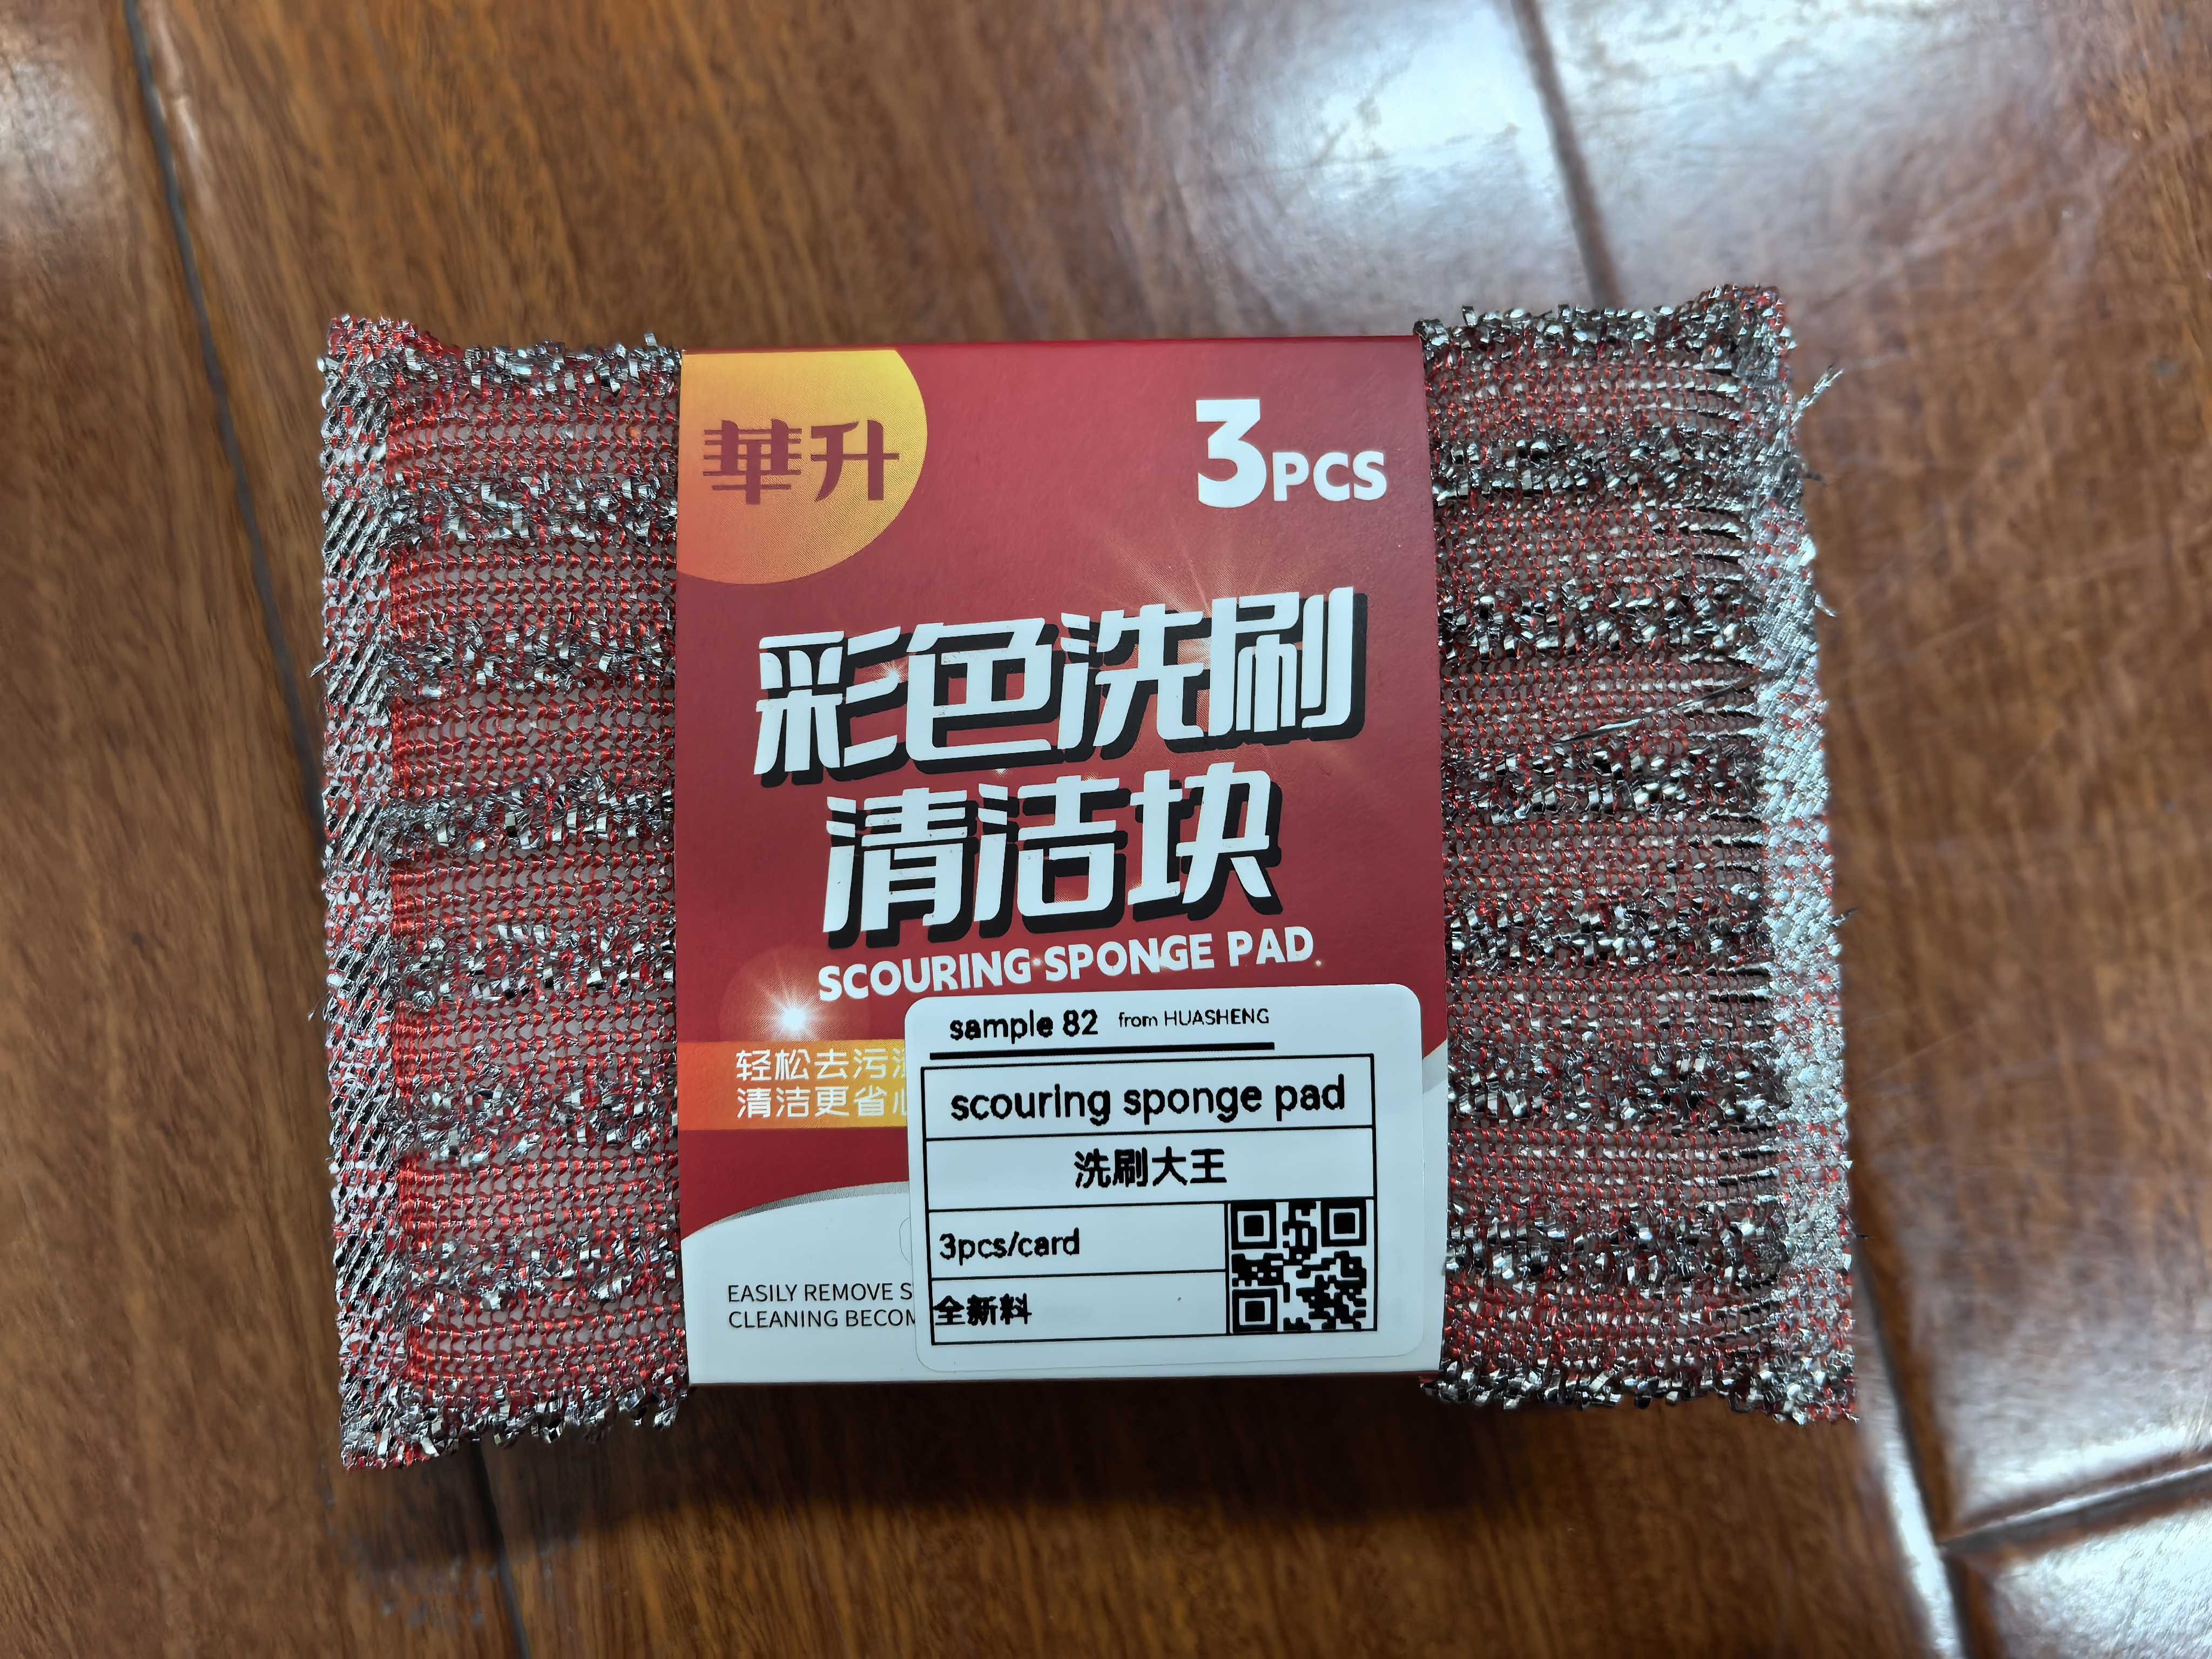 華升
3PCS
彩色洗刷
清洁块
SCOURING SPONGE PAD
轻松去污
清洁更省
sample 82 from HUASHENG
scouring sponge pad
洗刷大王
3pcs/card
全新料
EASILY REMOVE
CLEANING